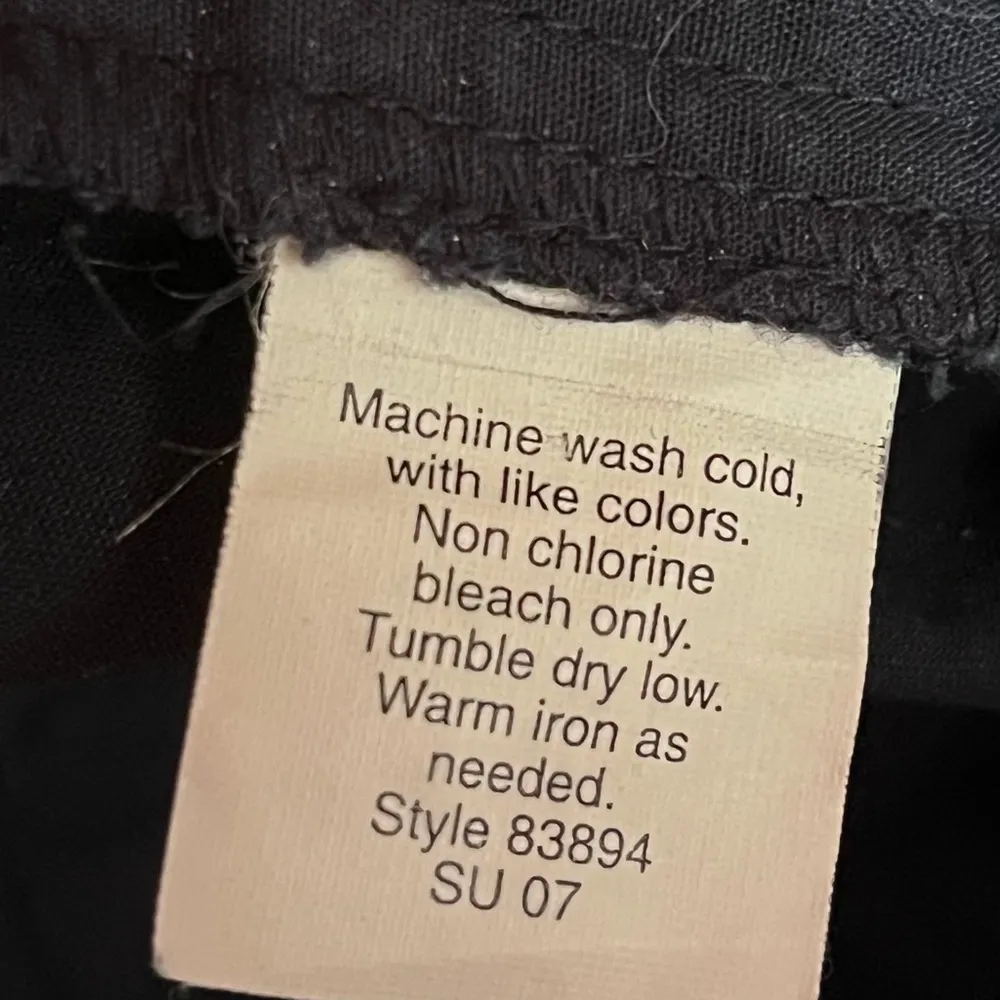 Machine wash cold,
with like colors.
Non chlorine
bleach only.
Tumble dry low.
Warm iron as
needed.
Style 83894
SU 07